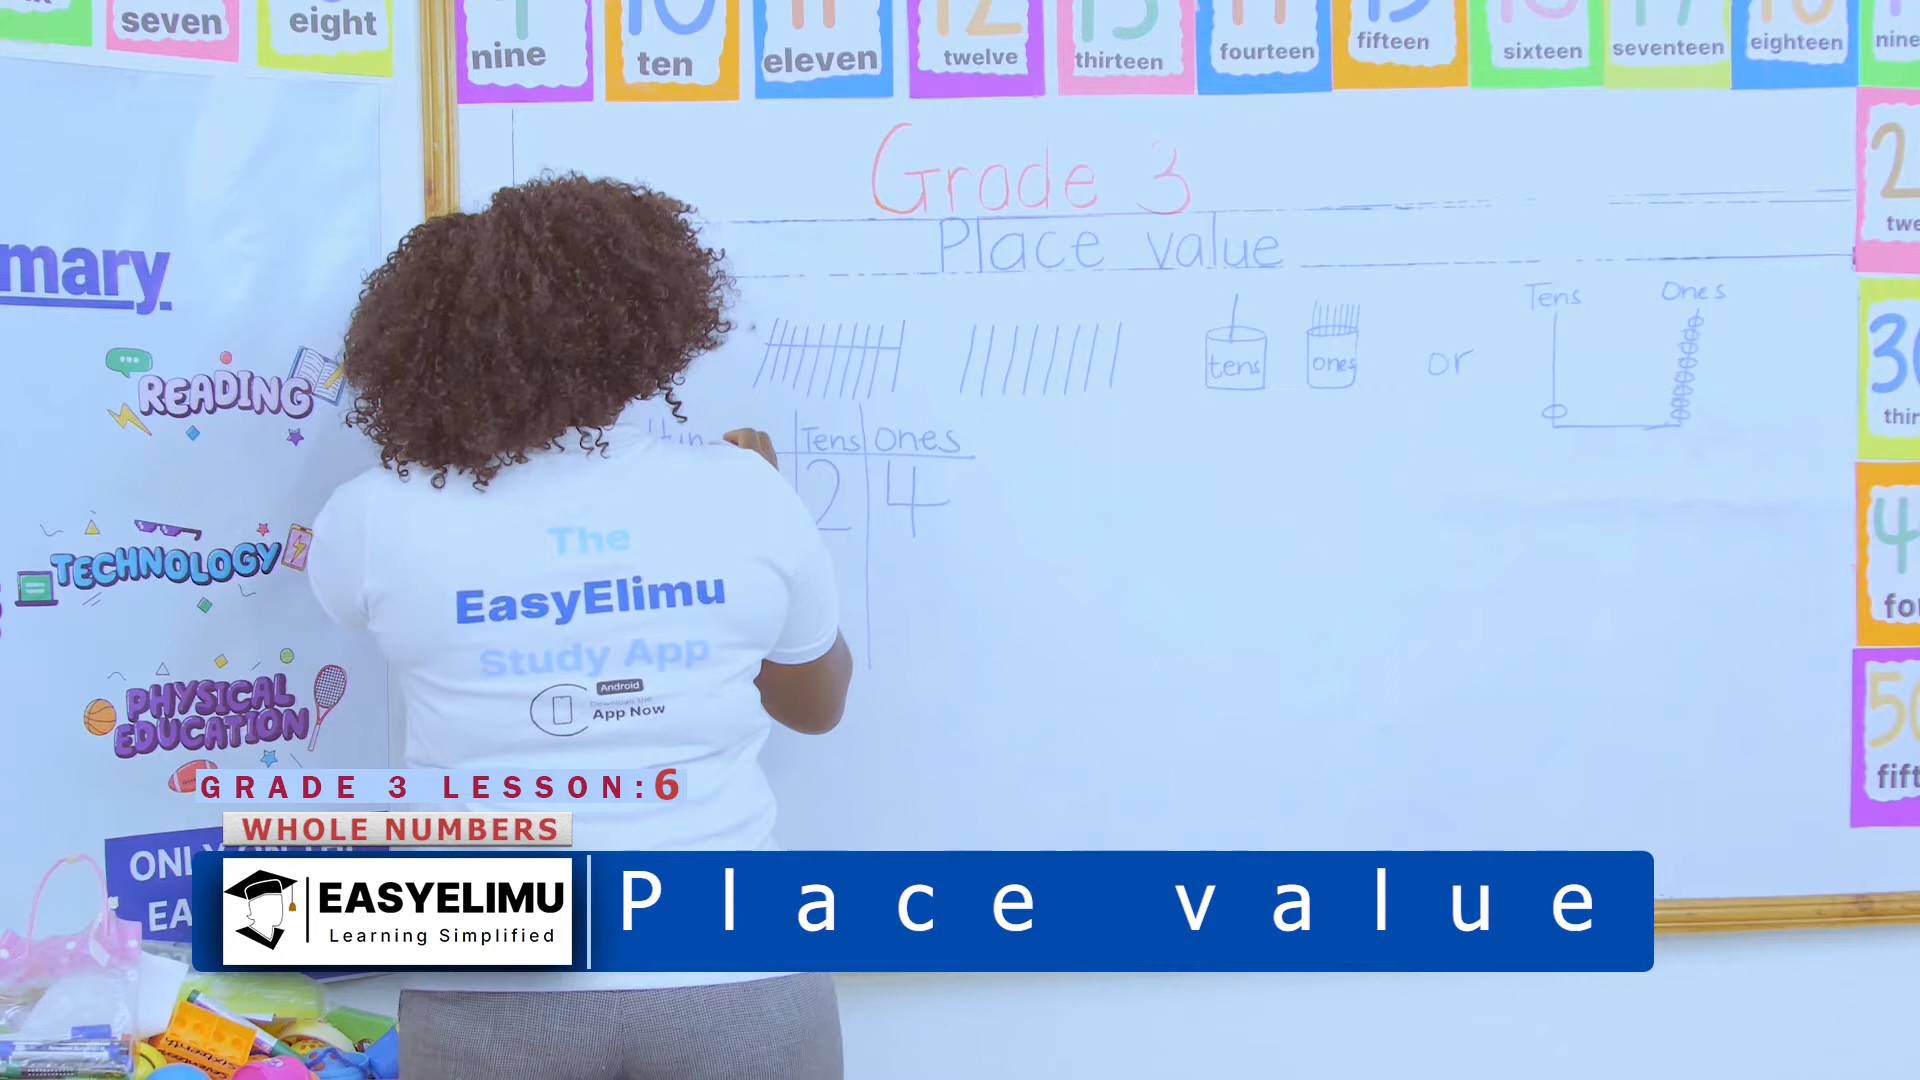 seven
eight
nine
ten
eleven
twelve
thirteen
fourteen
fifteen
sixteen
seventeen
eighteen
Grade 3
Place value
mary
READING
tens
ones
or
Tens
Ones
Tens
Ones
2
4
TECHNOLOGY
PHYSICAL
EDUCATION
The
EasyElimu
Study App
Android
Download the
App Now
GRADE 3 LESSON:6
WHOLE NUMBERS
EASYELIMU
Learning Simplified
Place value